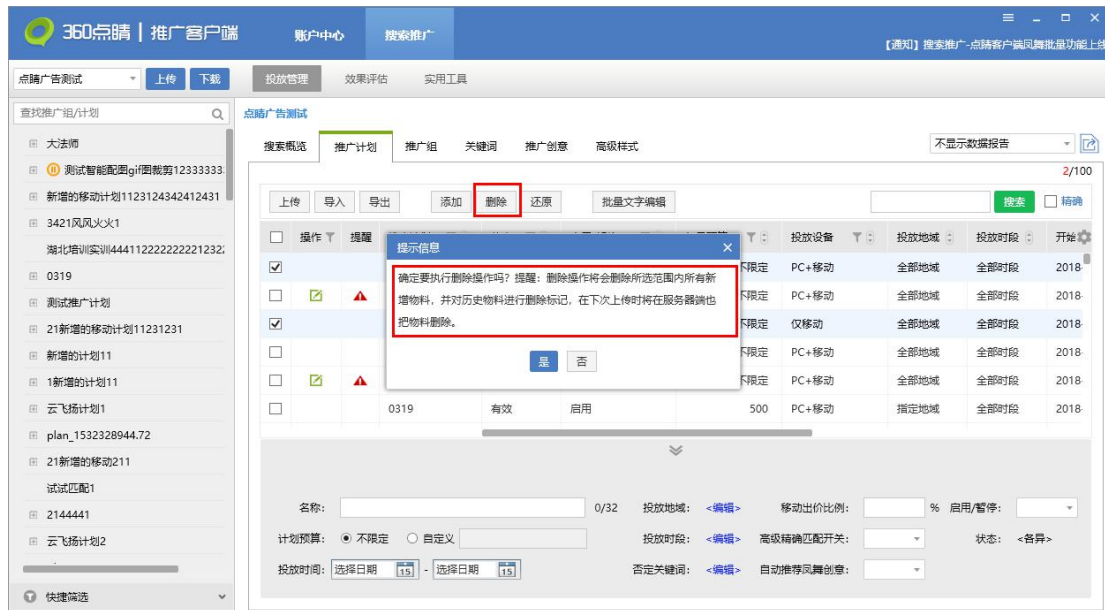 360点睛 | 推广客户端
账户中心
搜索推广
【通知】搜索推广-点睛客户端凤舞批量功能上线
点睛广告测试
上传
下载
投放管理
效果评估
实用工具
查找推广组/计划
点睛广告测试
大法师
测试智能配图gif图裁剪12333333
新增的移动计划1123124342412431
3421风风火火1
湖北培训实训444112222222221232
0319
测试推广计划
21新增的移动计划11231231
新增的计划11
1新增的计划11
云飞扬计划1
plan_1532328944.72
21新增的移动211
试试匹配1
2144441
云飞扬计划2
快捷筛选
搜索概览
推广计划
推广组
关键词
推广创意
高级样式
不显示数据报告
2/100
上传
导入
导出
添加
删除
还原
批量文字编辑
搜索
精确
操作
提醒
投放设备
投放地域
投放时段
开始
不限定
PC+移动
全部地域
全部时段
2018-
不限定
PC+移动
全部地域
全部时段
2018-
不限定
仅移动
全部地域
全部时段
2018-
不限定
PC+移动
全部地域
全部时段
2018-
不限定
PC+移动
全部地域
全部时段
2018-
0319
有效
启用
500
PC+移动
指定地域
全部时段
2018-
提示信息
确定要执行删除操作吗？提醒：删除操作将会删除所选范围内所有新
增物料，并对历史物料进行删除标记，在下次上传时将在服务器端也
把物料删除。
是
否
名称：
0/32
投放地域：
<编辑>
移动出价比例：
%
启用/暂停：
计划预算：
不限定
自定义
投放时段：
<编辑>
高级精确匹配开关：
状态：
<各异>
投放时间：
选择日期
15
-
选择日期
15
否定关键词：
<编辑>
自动推荐凤舞创意：